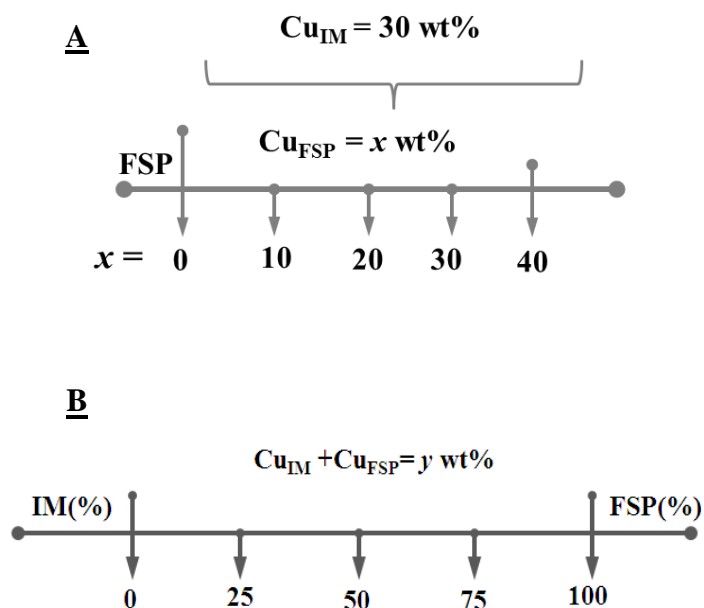 A
Cu_IM = 30 wt%
Cu_FSP = x wt%
FSP
x = 0 10 20 30 40
B
Cu_IM +Cu_FSP= y wt%
IM(%) FSP(%)
0 25 50 75 100